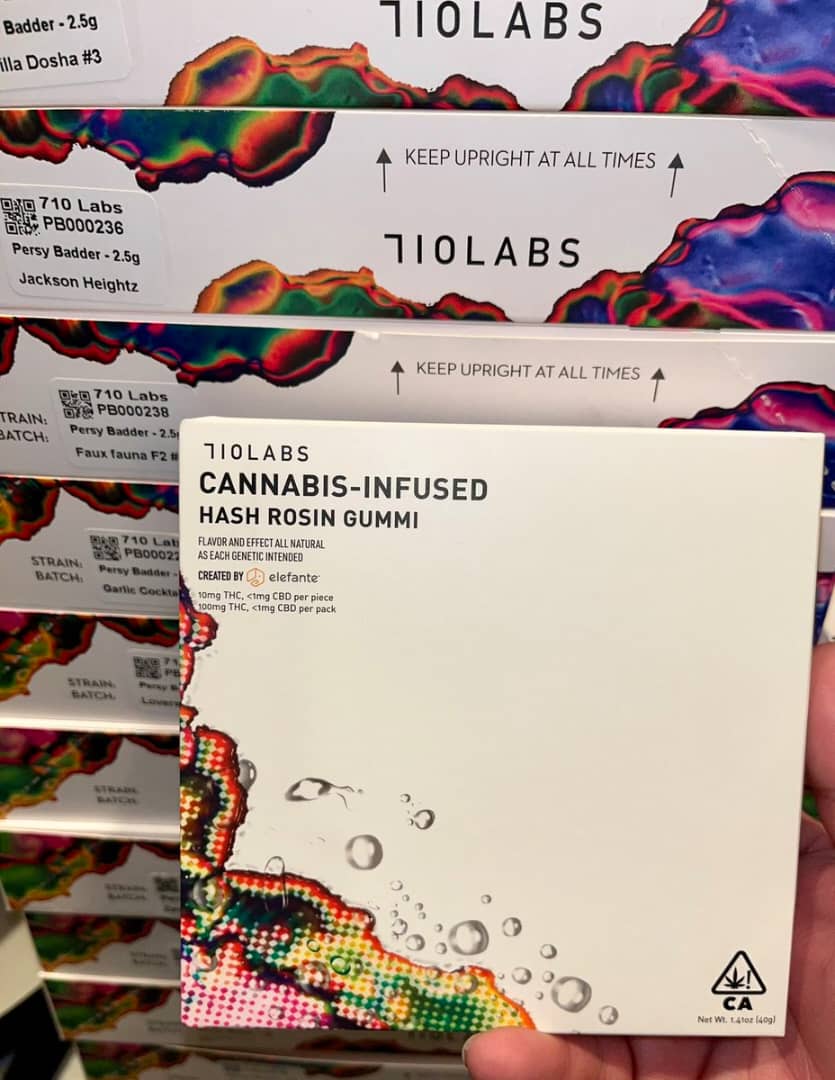 Badder - 2.5g
illa Dosha #3
710LABS
KEEP UPRIGHT AT ALL TIMES
710 Labs
PB000236
Persy Badder - 2.5g
Jackson Heightz
710LABS
KEEP UPRIGHT AT ALL TIMES
TRAIN:
BATCH:
710 Labs
PB000238
Persy Badder - 2.5
Faux fauna F2 #
710LABS
CANNABIS-INFUSED
HASH ROSIN GUMMI
FLAVOR AND EFFECT ALL NATURAL
AS EACH GENETIC INTENDED
CREATED BY elefante
10mg THC, <1mg CBD per piece
100mg THC, <1mg CBD per pack
STRAIN:
BATCH:
710 Lab
PB00022
Persy Badder -
Garlic Cockta
STRAIN:
BATCH:
71
Persy B
STRAIN:
BATCH:
CA
Net Wt. 1.41oz (40g)